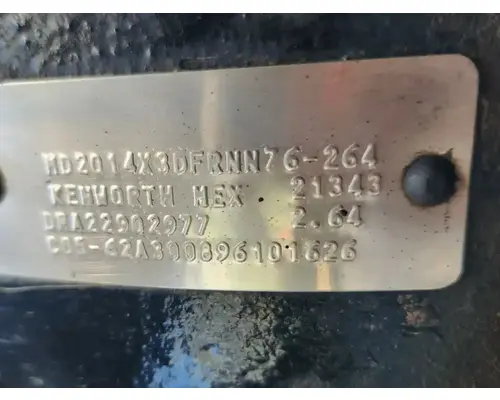 MD2014X3DFRNN76-264
KENWORTH MEX 21343
DRA22902977 2.64
C05-62A300896101626